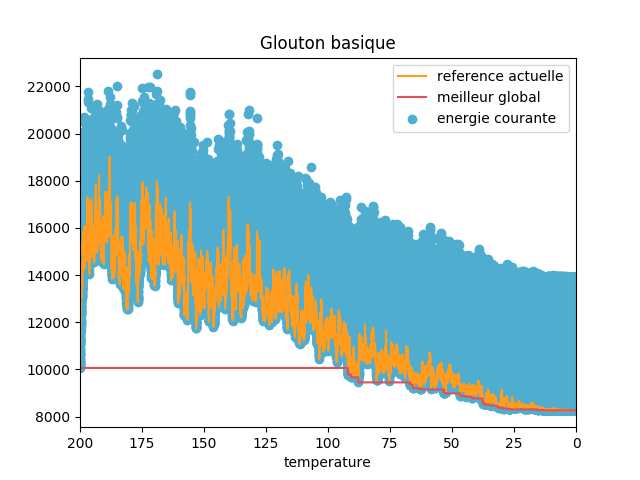 Glouton basique
reference actuelle
meilleur global
energie courante
22000
20000
18000
16000
14000
12000
10000
8000
200 175 150 125 100 75 50 25 0
temperature